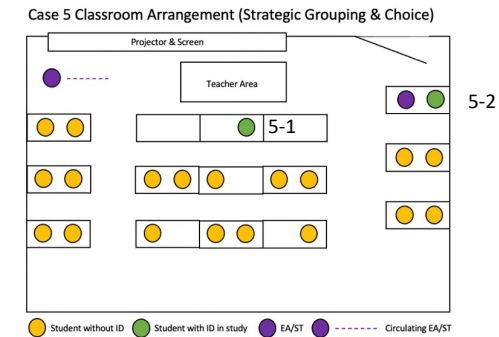 Case 5 Classroom Arrangement (Strategic Grouping & Choice)
Projector & Screen
Teacher Area
5-2
5-1
Student without ID Student with ID in study EA/ST Circulating EA/ST